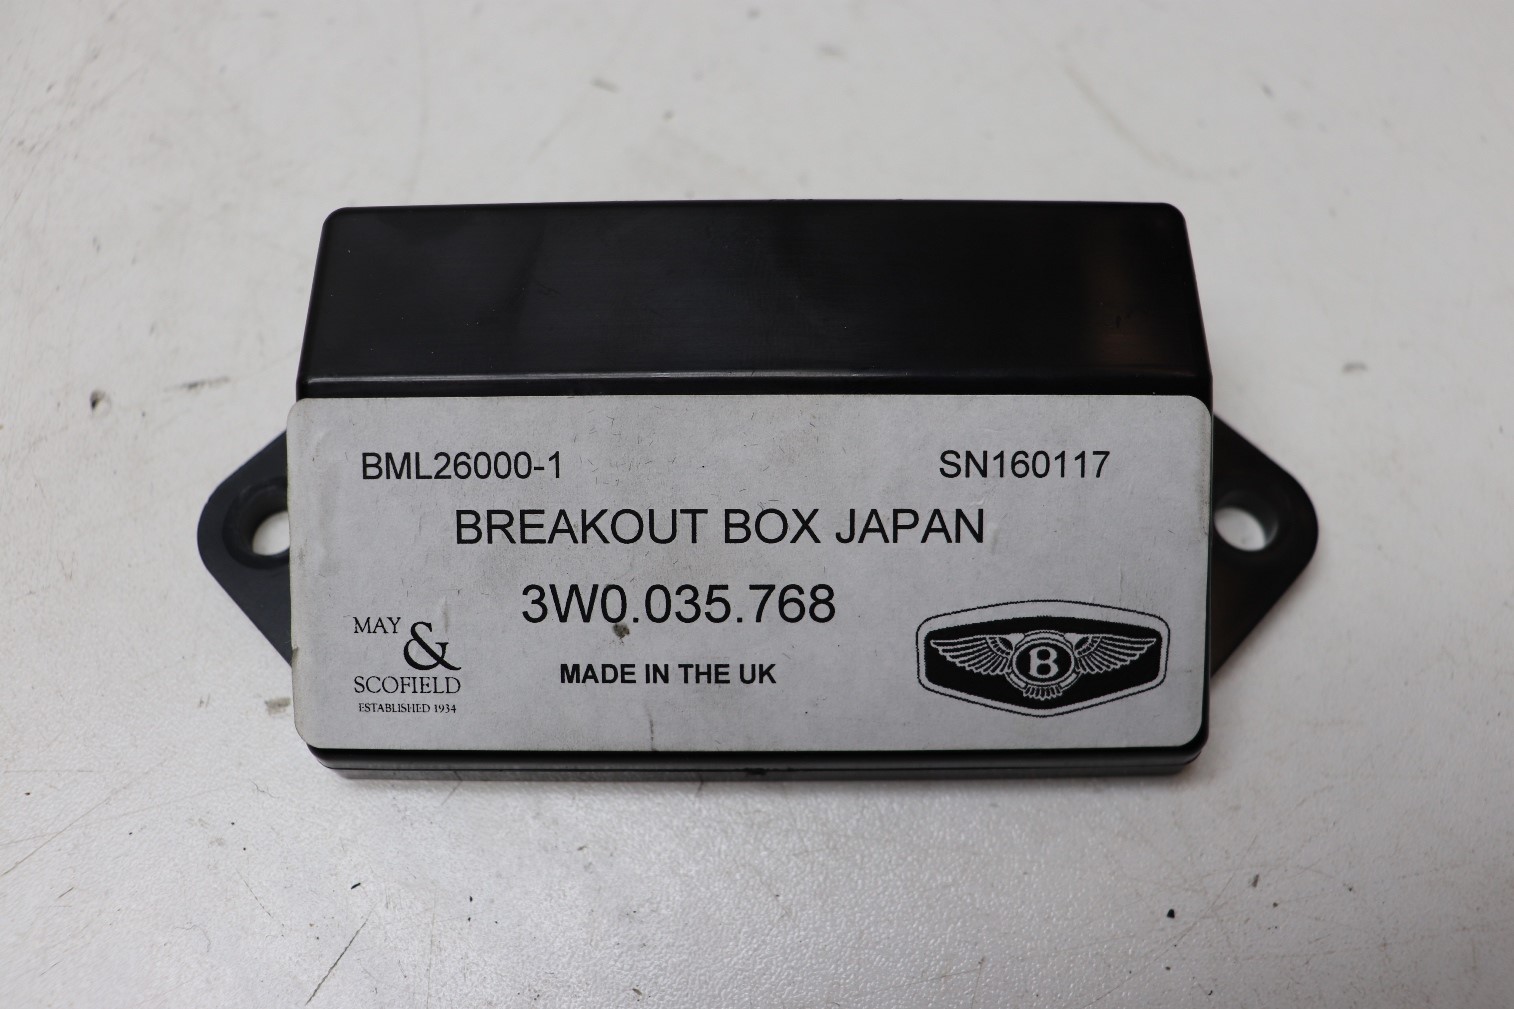 BML26000-1 SN160117
BREAKOUT BOX JAPAN
3W0.035.768
MAY
&
SCOFIELD
ESTABLISHED 1934
MADE IN THE UK
B